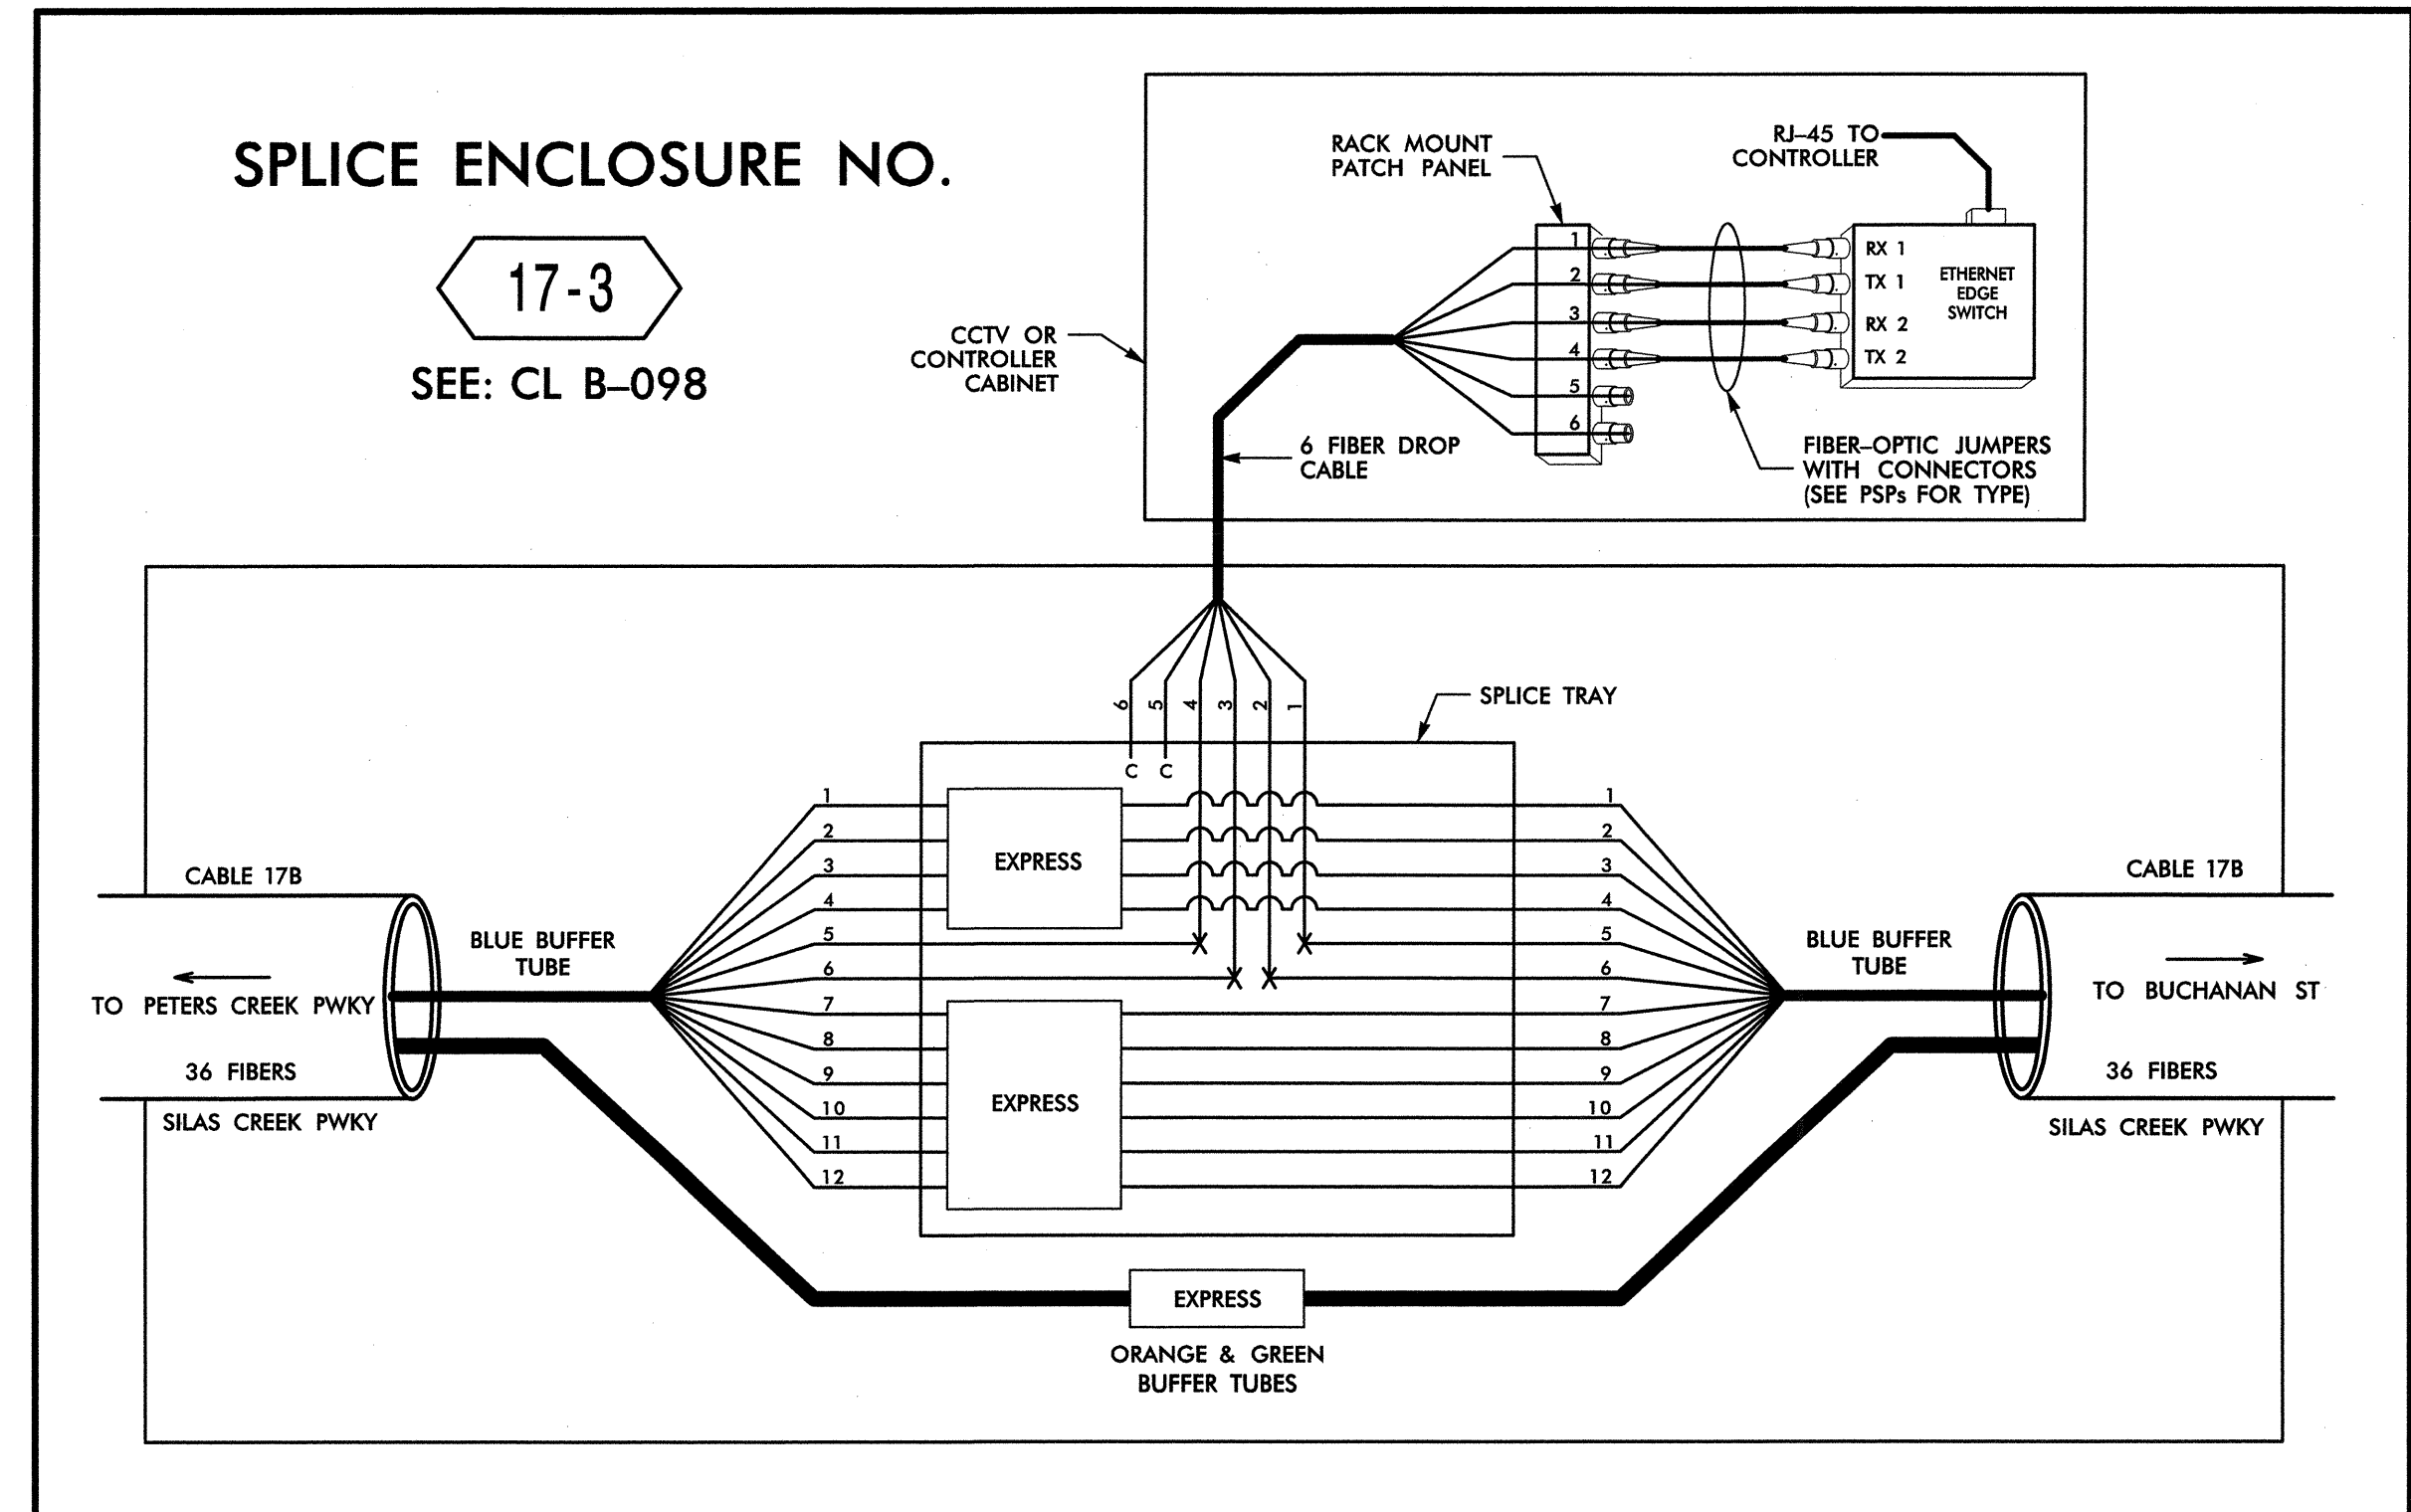 SPLICE ENCLOSURE NO.
17-3
SEE: CL B–098
RACK MOUNT
PATCH PANEL
RJ–45 TO
CONTROLLER
1
2
3
4
5
6
RX 1
TX 1
RX 2
TX 2
ETHERNET
EDGE
SWITCH
CCTV OR
CONTROLLER
CABINET
6 FIBER DROP
CABLE
FIBER–OPTIC JUMPERS
WITH CONNECTORS
(SEE PSPs FOR TYPE)
6
5
4
3
2
1
SPLICE TRAY
C
C
1
2
3
4
5
6
7
8
9
10
11
12
EXPRESS
EXPRESS
1
2
3
4
5
6
7
8
9
10
11
12
CABLE 17B
BLUE BUFFER
TUBE
TO PETERS CREEK PWKY
36 FIBERS
SILAS CREEK PWKY
CABLE 17B
BLUE BUFFER
TUBE
TO BUCHANAN ST
36 FIBERS
SILAS CREEK PWKY
EXPRESS
ORANGE & GREEN
BUFFER TUBES